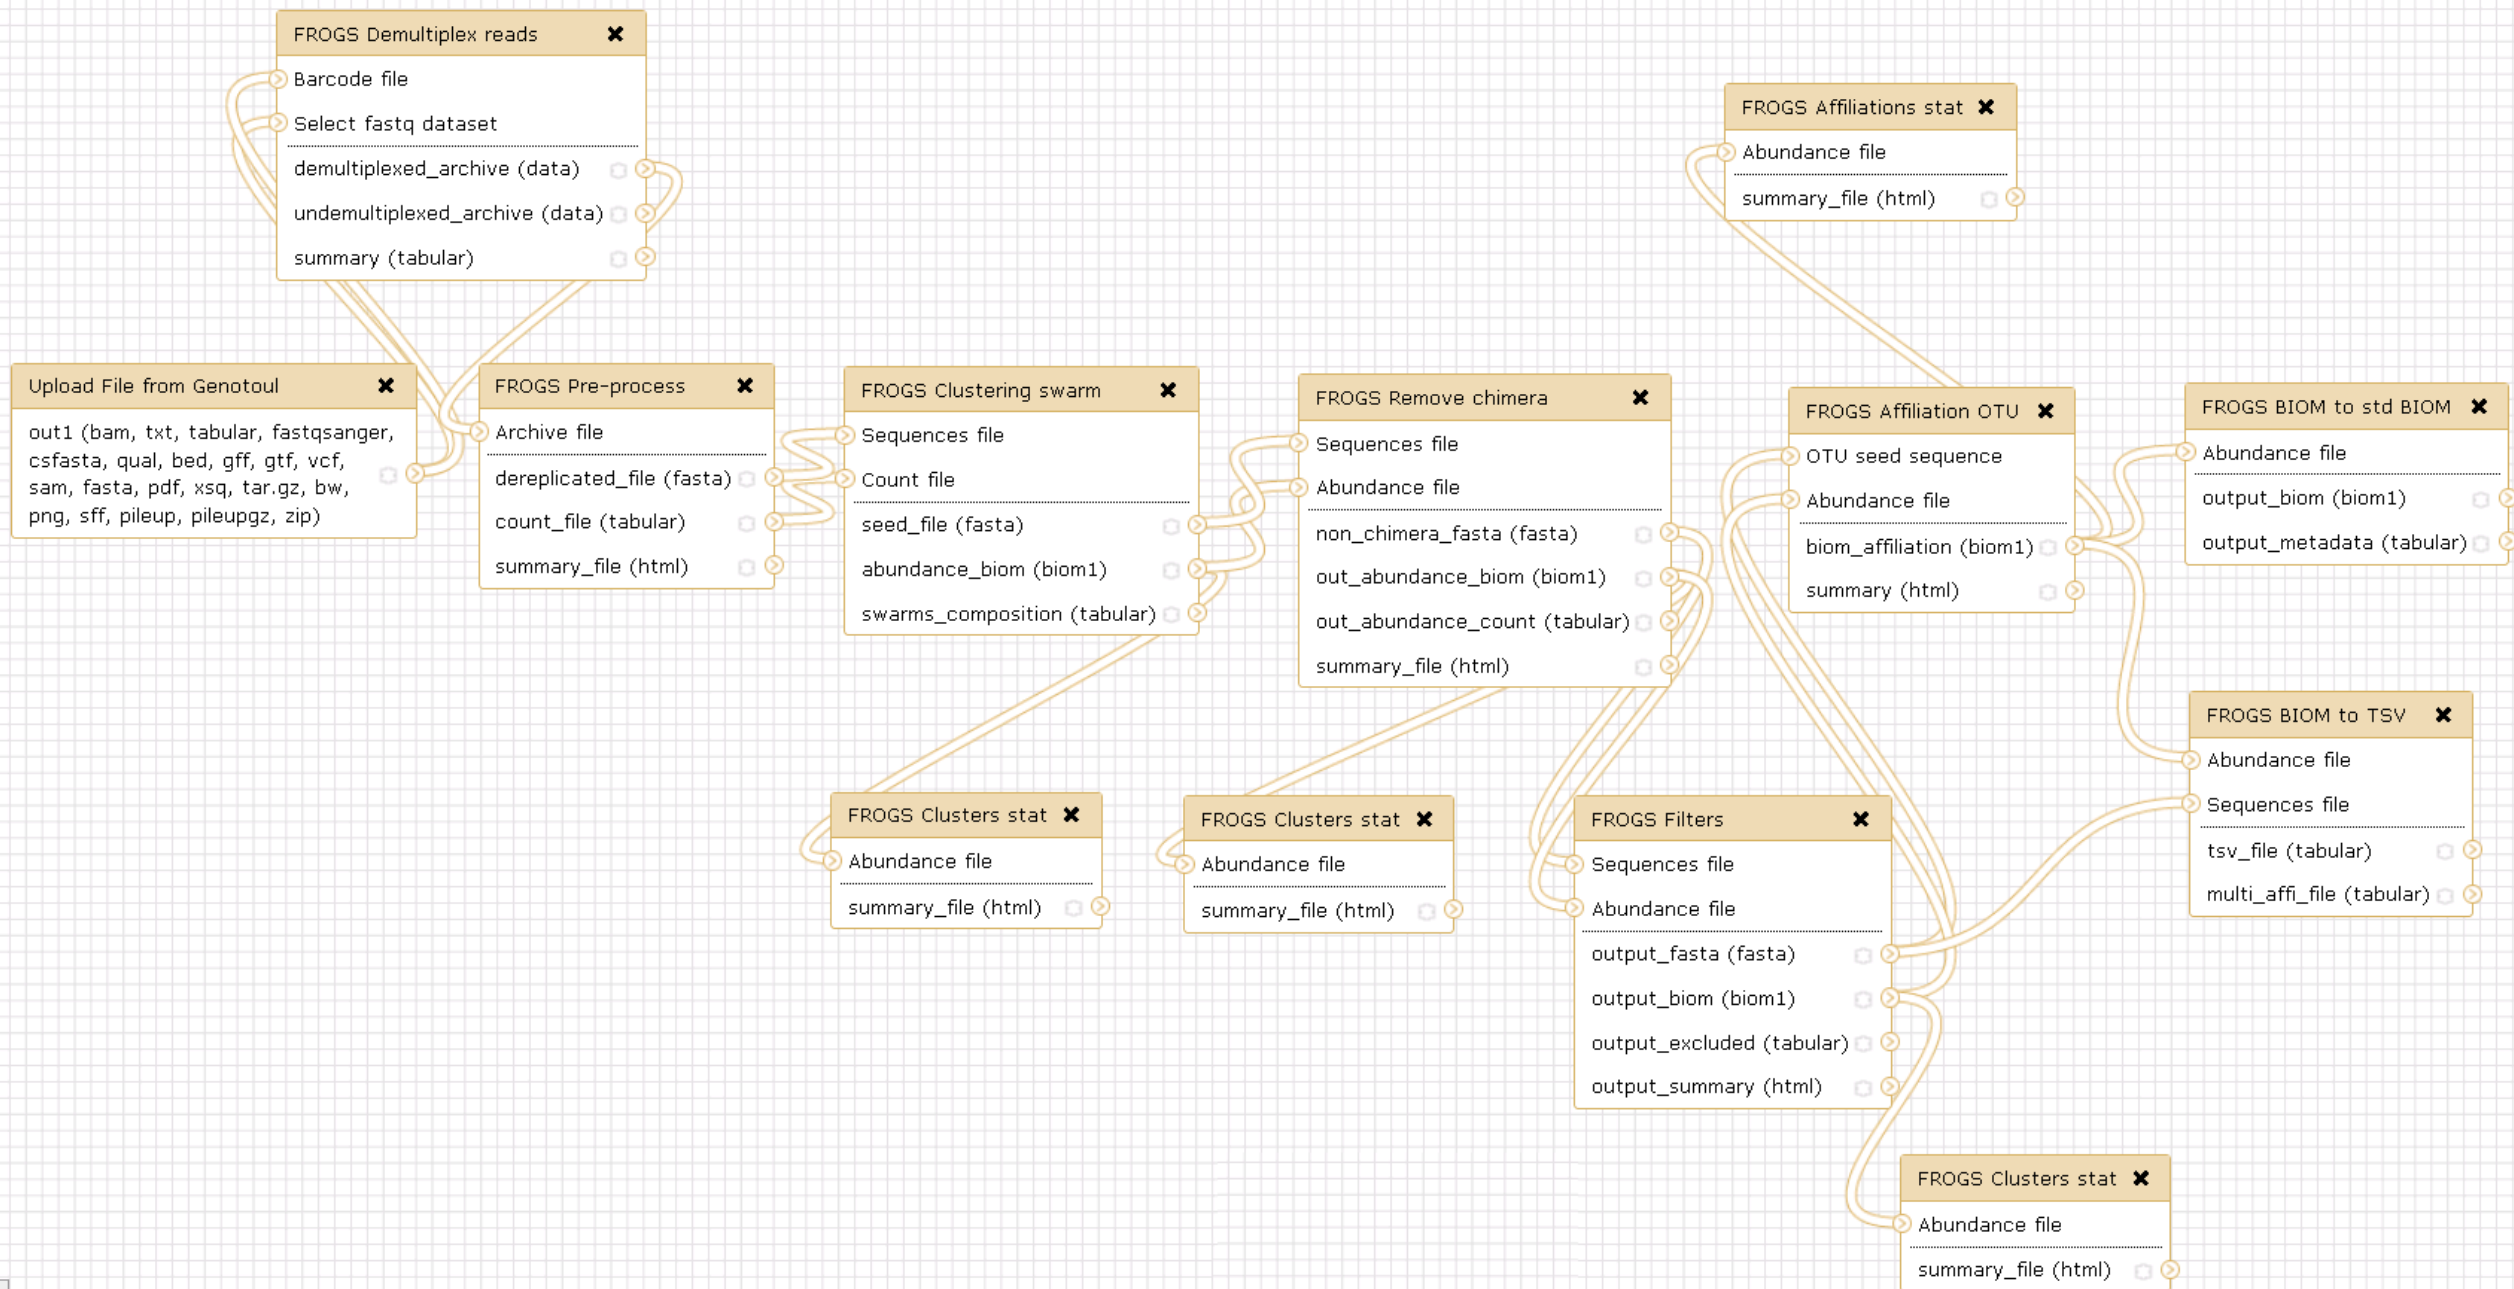 FROGS Demultiplex reads
Barcode file
Select fastq dataset
demultiplexed_archive (data)
undemultiplexed_archive (data)
summary (tabular)
FROGS Affiliations stat
Abundance file
summary_file (html)
Upload File from Genotoul
out1 (bam, txt, tabular, fastqsanger,
csfasta, qual, bed, gff, gtf, vcf,
sam, fasta, pdf, xsq, tar.gz, bw,
png, sff, pileup, pileupgz, zip)
FROGS Pre-process
Archive file
dereplicated_file (fasta)
count_file (tabular)
summary_file (html)
FROGS Clustering swarm
Sequences file
Count file
seed_file (fasta)
abundance_biom (biom1)
swarms_composition (tabular)
FROGS Remove chimera
Sequences file
Abundance file
non_chimera_fasta (fasta)
out_abundance_biom (biom1)
out_abundance_count (tabular)
summary_file (html)
FROGS Affiliation OTU
OTU seed sequence
Abundance file
biom_affiliation (biom1)
summary (html)
FROGS BIOM to std BIOM
Abundance file
output_biom (biom1)
output_metadata (tabular)
FROGS BIOM to TSV
Abundance file
Sequences file
tsv_file (tabular)
multi_affi_file (tabular)
FROGS Clusters stat
Abundance file
summary_file (html)
FROGS Clusters stat
Abundance file
summary_file (html)
FROGS Filters
Sequences file
Abundance file
output_fasta (fasta)
output_biom (biom1)
output_excluded (tabular)
output_summary (html)
FROGS Clusters stat
Abundance file
summary_file (html)